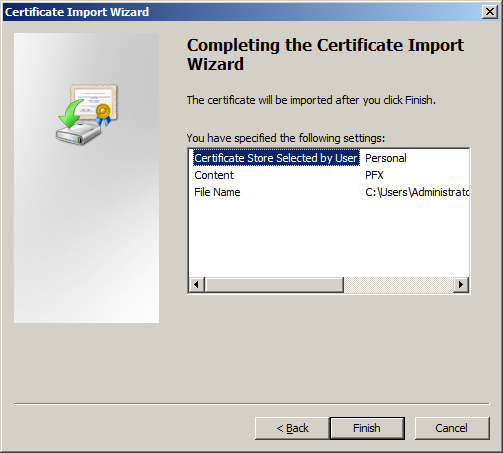 Certificate Import Wizard
Completing the Certificate Import
Wizard
The certificate will be imported after you click Finish.
You have specified the following settings:
Certificate Store Selected by User Personal
Content PFX
File Name C:\Users\Administrato
< Back Finish Cancel